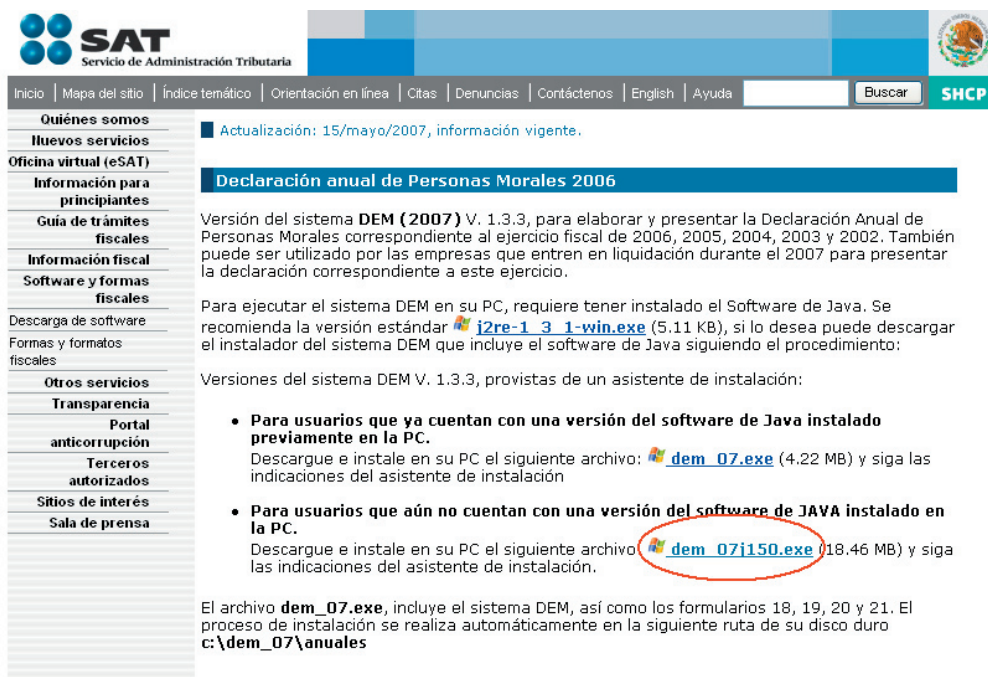 SAT
Servicio de Administración Tributaria
Inicio | Mapa del sitio | Índice temático | Orientación en línea | Citas | Denuncias | Contáctenos | English | Ayuda
Buscar
SHCP
Quiénes somos
Nuevos servicios
Oficina virtual (eSAT)
Información para
principiantes
Guía de trámites
fiscales
Información fiscal
Software y formas
fiscales
Descarga de software
Formas y formatos
fiscales
Otros servicios
Transparencia
Portal
anticorrupción
Terceros
autorizados
Sitios de interés
Sala de prensa
Actualización: 15/mayo/2007, información vigente.
Declaración anual de Personas Morales 2006
Versión del sistema DEM (2007) V. 1.3.3, para elaborar y presentar la Declaración Anual de
Personas Morales correspondiente al ejercicio fiscal de 2006, 2005, 2004, 2003 y 2002. También
puede ser utilizado por las empresas que entren en liquidación durante el 2007 para presentar
la declaración correspondiente a este ejercicio.
Para ejecutar el sistema DEM en su PC, requiere tener instalado el Software de Java. Se
recomienda la versión estándar j2re-1_3_1-win.exe (5.11 KB), si lo desea puede descargar
el instalador del sistema DEM que incluye el software de Java siguiendo el procedimiento:
Versiones del sistema DEM V. 1.3.3, provistas de un asistente de instalación:
• Para usuarios que ya cuentan con una versión del software de Java instalado
previamente en la PC.
Descargue e instale en su PC el siguiente archivo: dem_07.exe (4.22 MB) y siga las
indicaciones del asistente de instalación
• Para usuarios que aún no cuentan con una versión del software de JAVA instalado en
la PC.
Descargue e instale en su PC el siguiente archivo dem_07j150.exe (18.46 MB) y siga
las indicaciones del asistente de instalación.
El archivo dem_07.exe, incluye el sistema DEM, así como los formularios 18, 19, 20 y 21. El
proceso de instalación se realiza automáticamente en la siguiente ruta de su disco duro
c:\dem_07\anuales